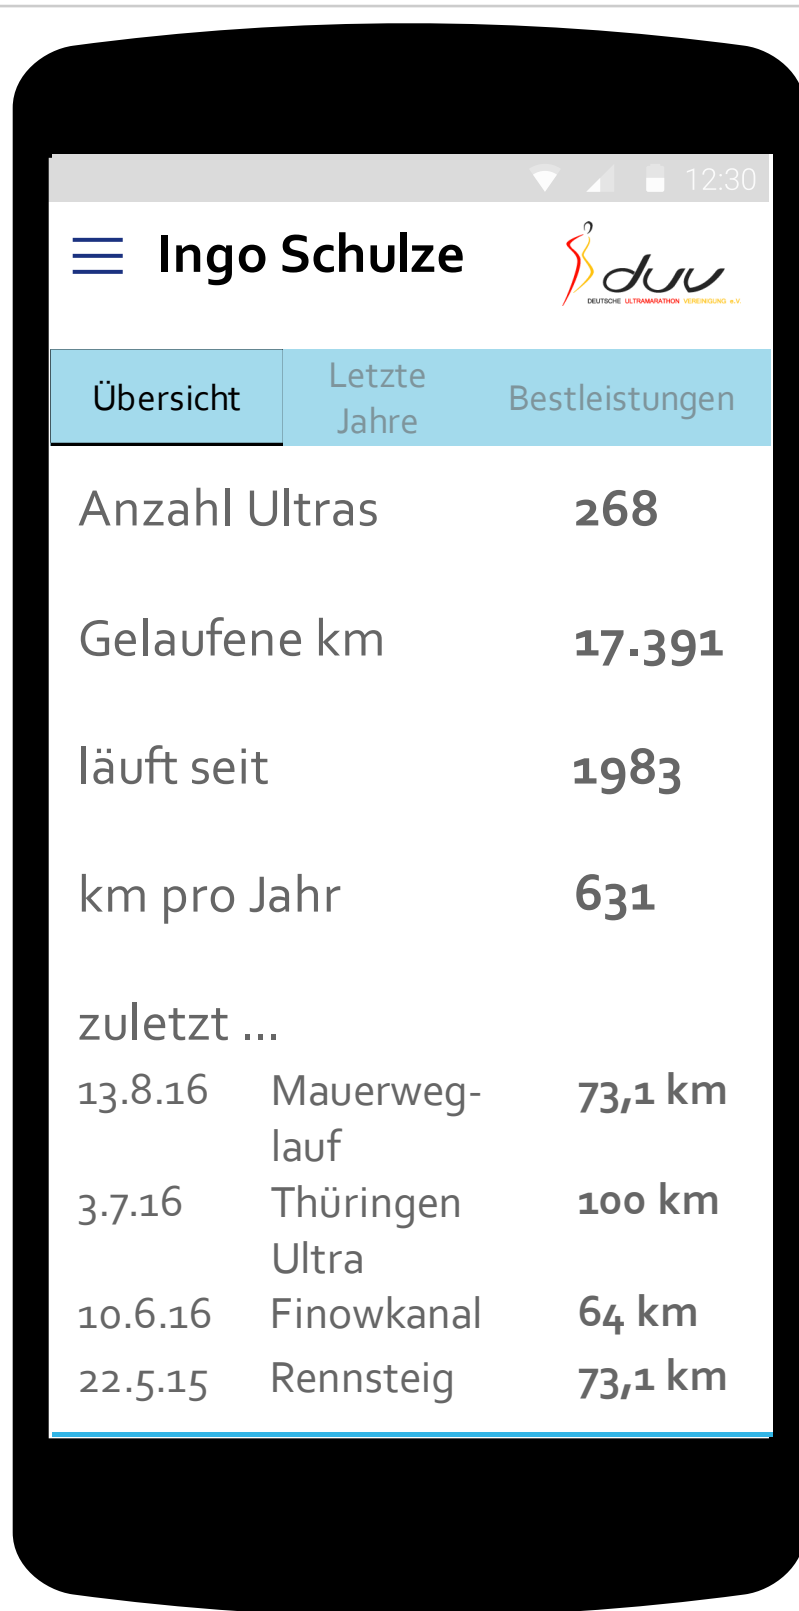 12:30
Ingo Schulze
duv
DEUTSCHE ULTRAMARATHON VEREINIGUNG e.V.
Übersicht
Letzte
Jahre
Bestleistungen
Anzahl Ultras 268
Gelaufene km 17.391
läuft seit 1983
km pro Jahr 631
zuletzt ...
13.8.16 Mauerweg- 73,1 km
lauf
3.7.16 Thüringen 100 km
Ultra
10.6.16 Finowkanal 64 km
22.5.15 Rennsteig 73,1 km